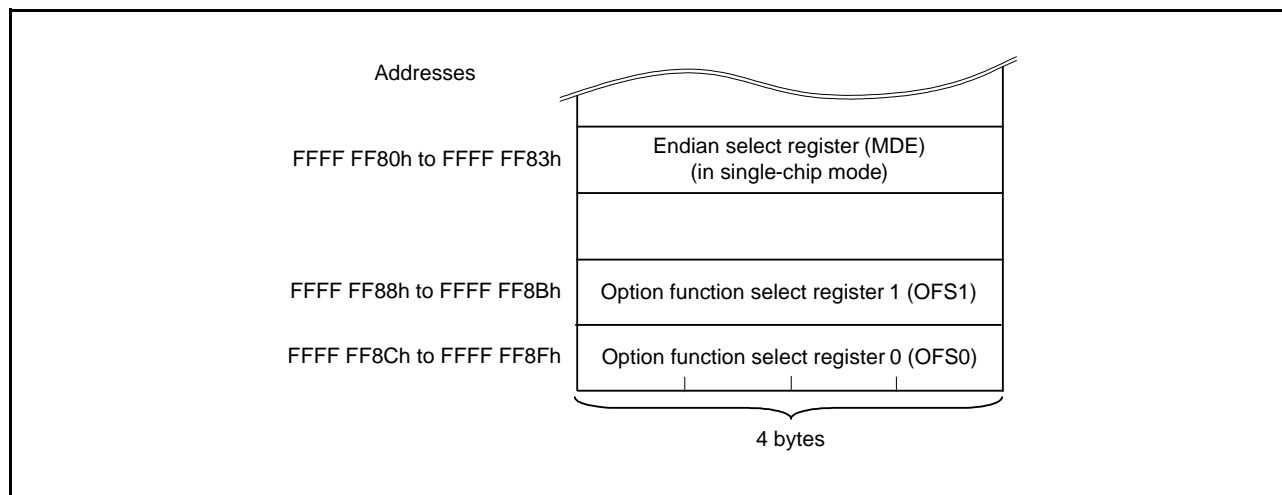 Addresses
FFFF FF80h to FFFF FF83h
Endian select register (MDE)
(in single-chip mode)
FFFF FF88h to FFFF FF8Bh
Option function select register 1 (OFS1)
FFFF FF8Ch to FFFF FF8Fh
Option function select register 0 (OFS0)
4 bytes